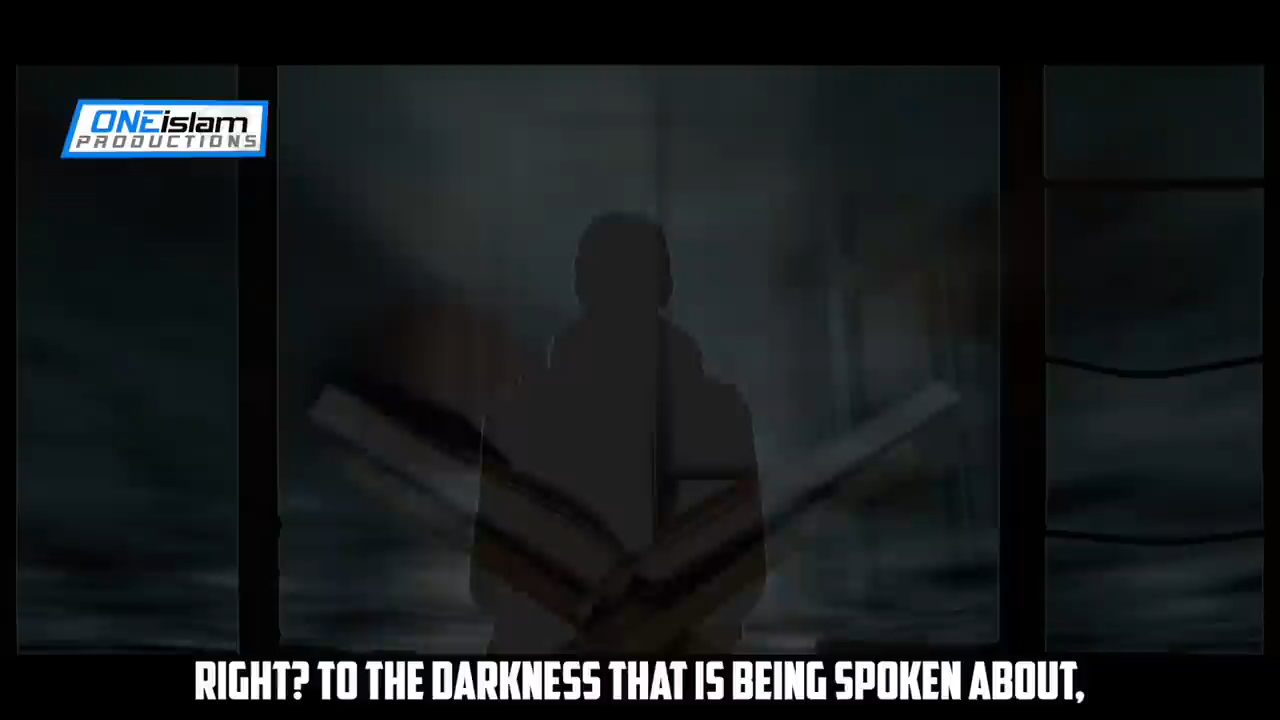 ONEislam
PRODUCTIONS
RIGHT? TO THE DARKNESS THAT IS BEING SPOKEN ABOUT,